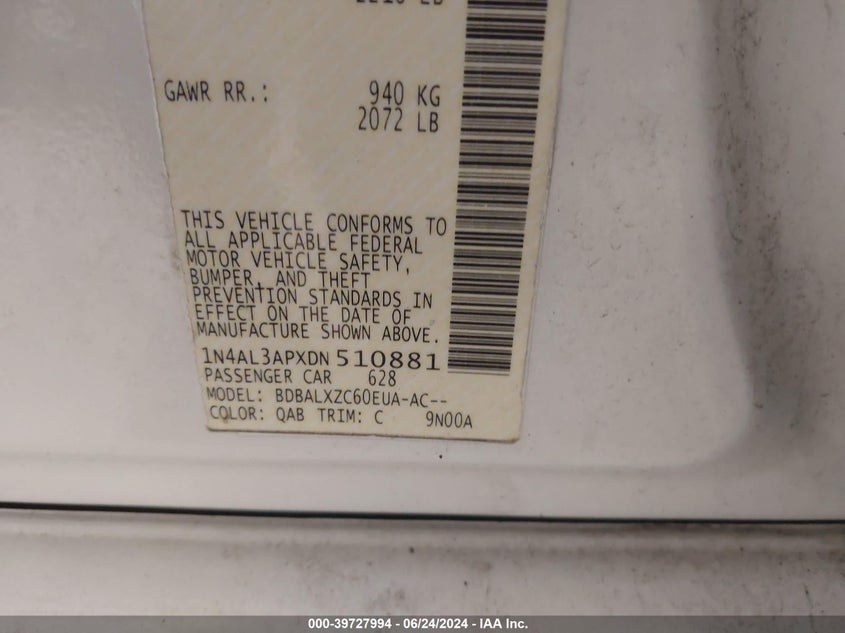 GAWR RR.: 940 KG
2072 LB
THIS VEHICLE CONFORMS TO
ALL APPLICABLE FEDERAL
MOTOR VEHICLE SAFETY,
BUMPER, AND THEFT
PREVENTION STANDARDS IN
EFFECT ON THE DATE OF
MANUFACTURE SHOWN ABOVE.
1N4AL3APXDN510881
PASSENGER CAR 628
MODEL: BDBALXZC60EUA-AC--
COLOR: QAB TRIM: C 9N00A
000-39727994 - 06/24/2024 - IAA Inc.